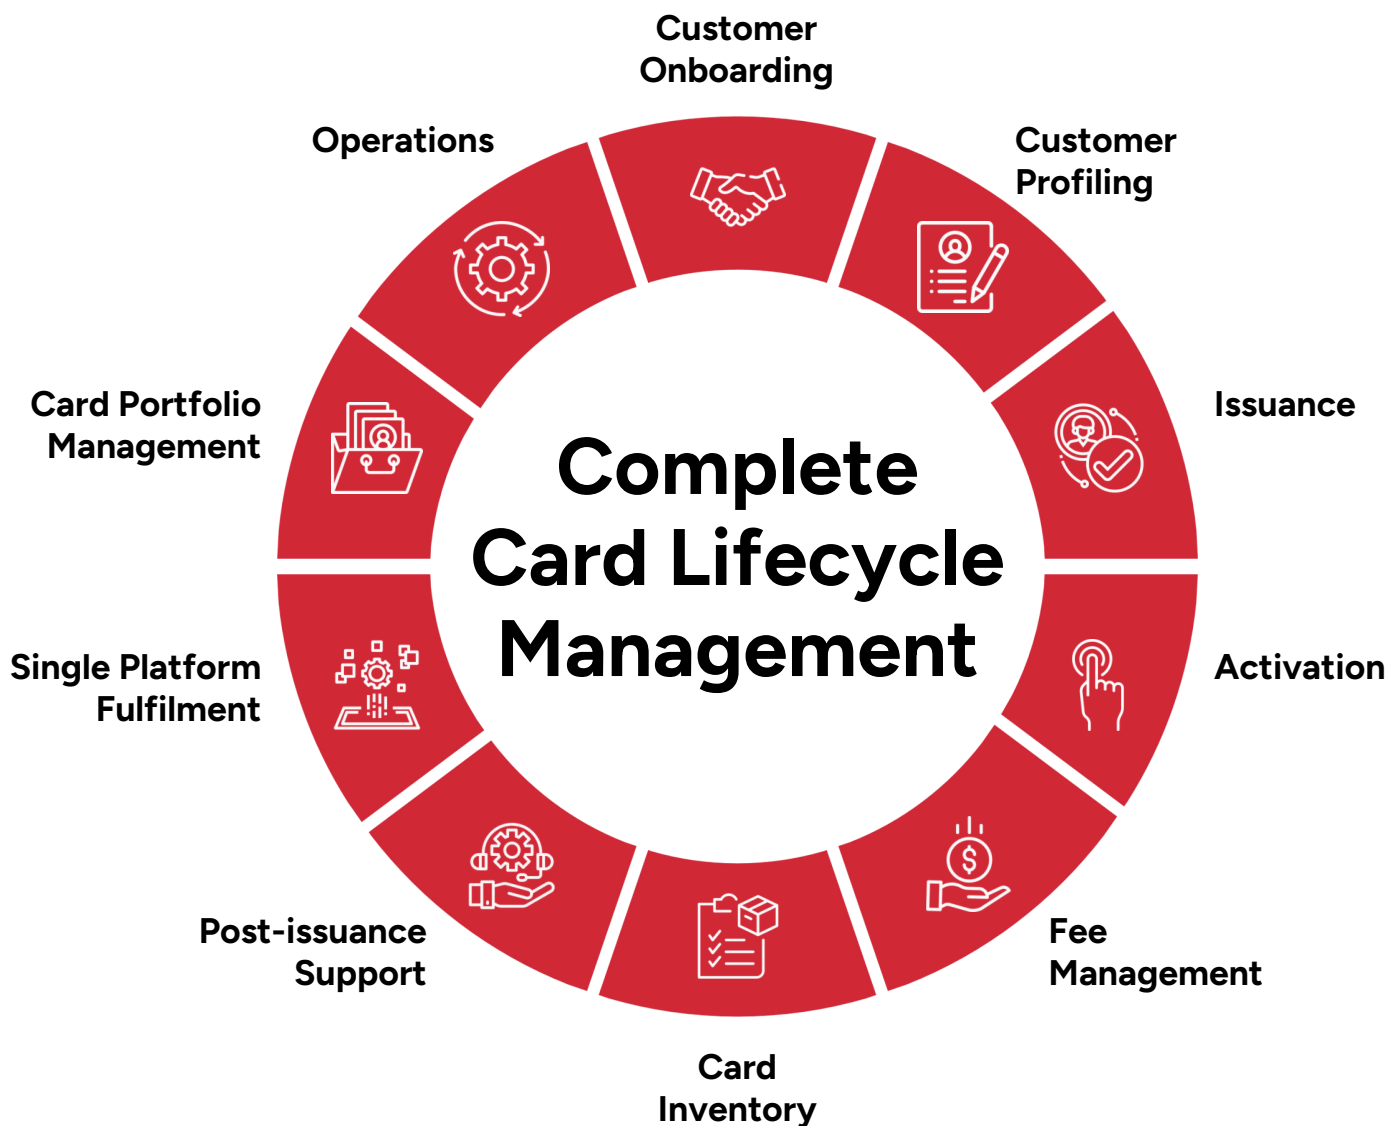 Customer
Onboarding
Customer
Profiling
Issuance
Activation
Fee
Management
Card
Inventory
Post-issuance
Support
Single Platform
Fulfilment
Card Portfolio
Management
Operations
Complete
Card Lifecycle
Management
$